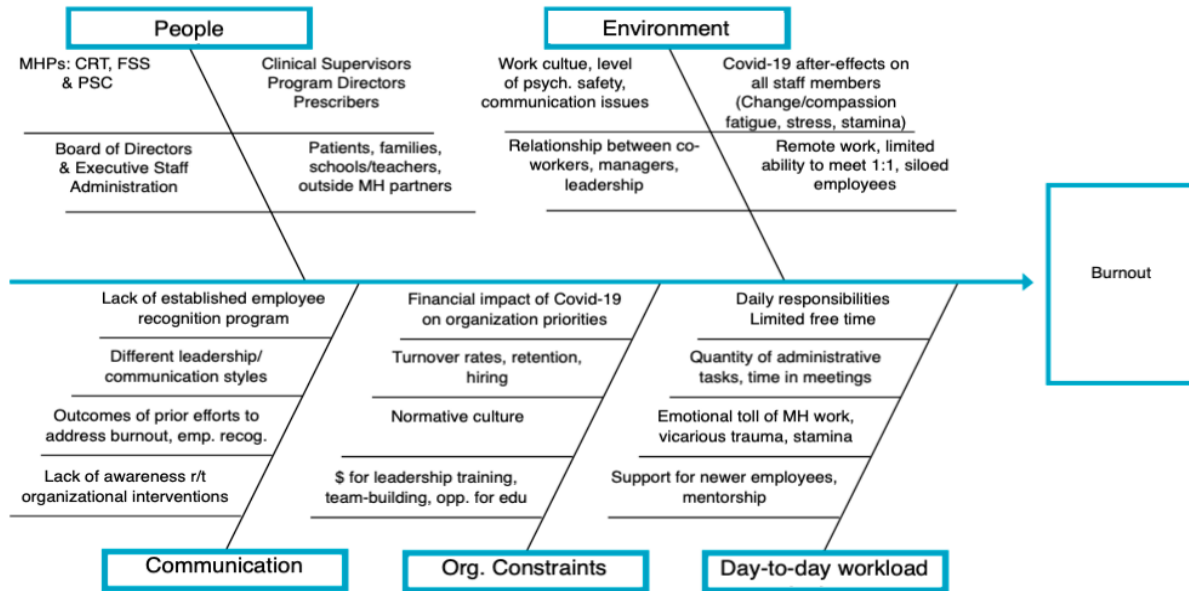 People
MHPs: CRT, FSS
& PSC
Clinical Supervisors
Program Directors
Prescribers
Board of Directors
& Executive Staff
Administration
Patients, families,
schools/teachers,
outside MH partners
Environment
Work cultue, level
of psych. safety,
communication issues
Covid-19 after-effects on
all staff members
(Change/compassion
fatigue, stress, stamina)
Relationship between co-
workers, managers,
leadership
Remote work, limited
ability to meet 1:1, siloed
employees
Burnout
Lack of established employee
recognition program
Different leadership/
communication styles
Outcomes of prior efforts to
address burnout, emp. recog.
Lack of awareness r/t
organizational interventions
Communication
Financial impact of Covid-19
on organization priorities
Turnover rates, retention,
hiring
Normative culture
$ for leadership training,
team-building, opp. for edu
Org. Constraints
Daily responsibilities
Limited free time
Quantity of administrative
tasks, time in meetings
Emotional toll of MH work,
vicarious trauma, stamina
Support for newer employees,
mentorship
Day-to-day workload